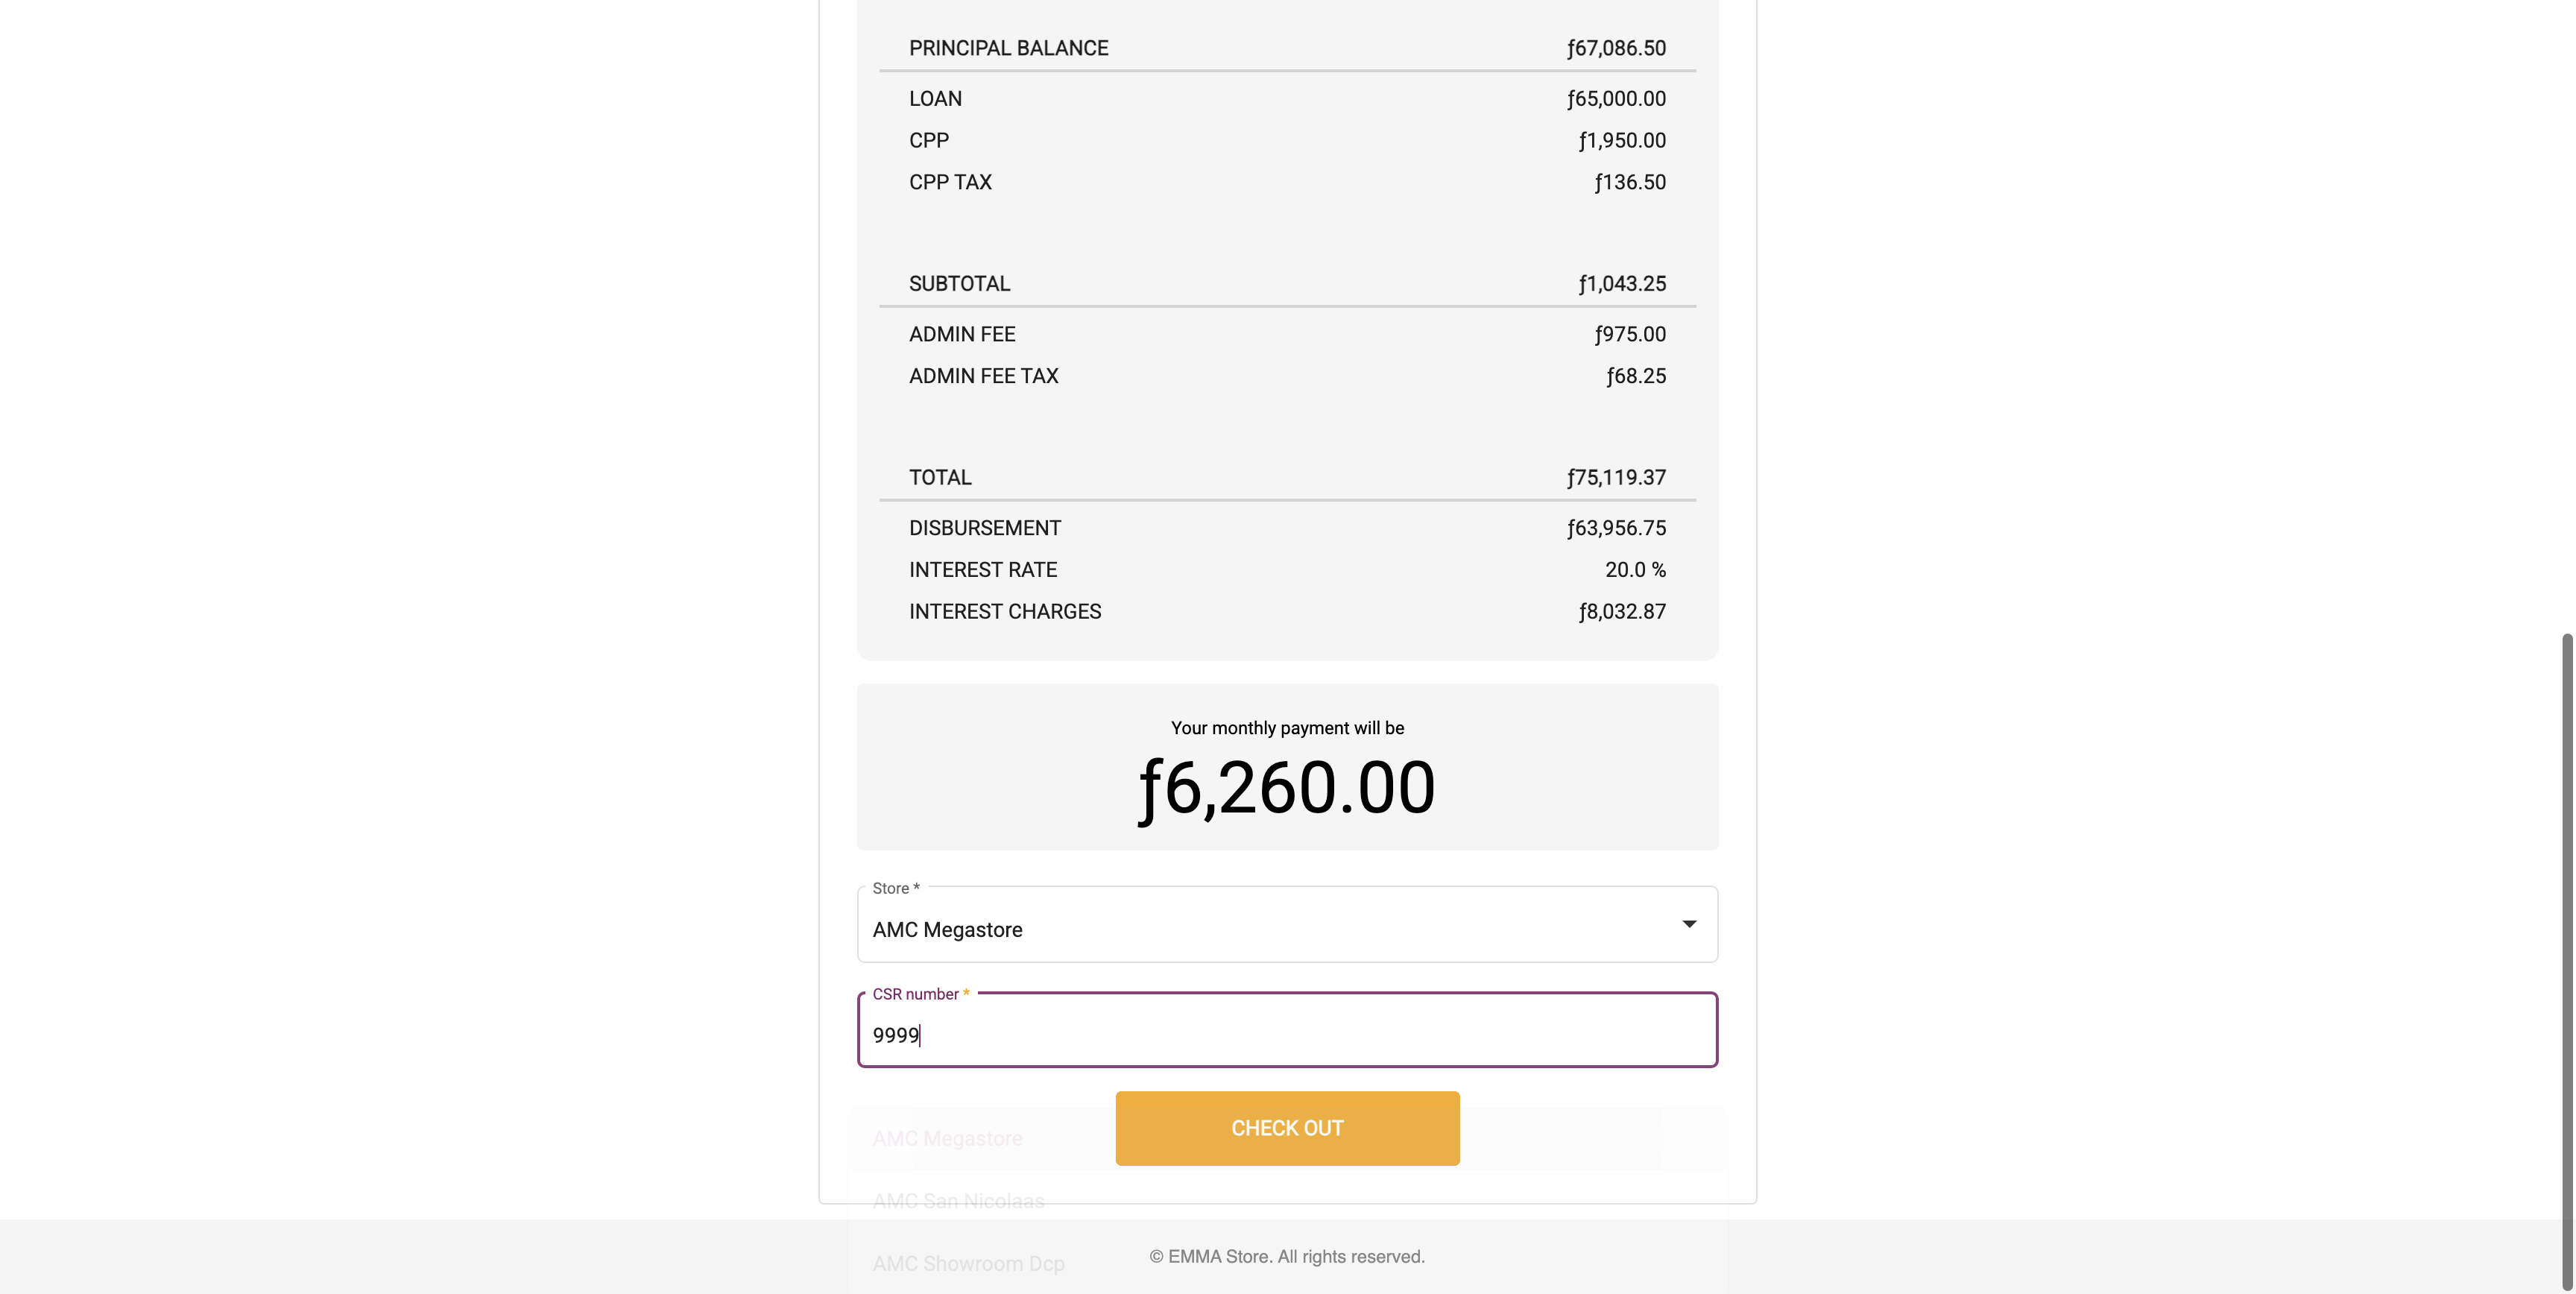 PRINCIPAL BALANCE ƒ67,086.50
LOAN ƒ65,000.00
CPP ƒ1,950.00
CPP TAX ƒ136.50
SUBTOTAL ƒ1,043.25
ADMIN FEE ƒ975.00
ADMIN FEE TAX ƒ68.25
TOTAL ƒ75,119.37
DISBURSEMENT ƒ63,956.75
INTEREST RATE 20.0 %
INTEREST CHARGES ƒ8,032.87
Your monthly payment will be
ƒ6,260.00
Store *
AMC Megastore
CSR number *
9999
CHECK OUT
AMC Megastore
AMC San Nicolaas
AMC Showroom Dcp
© EMMA Store. All rights reserved.